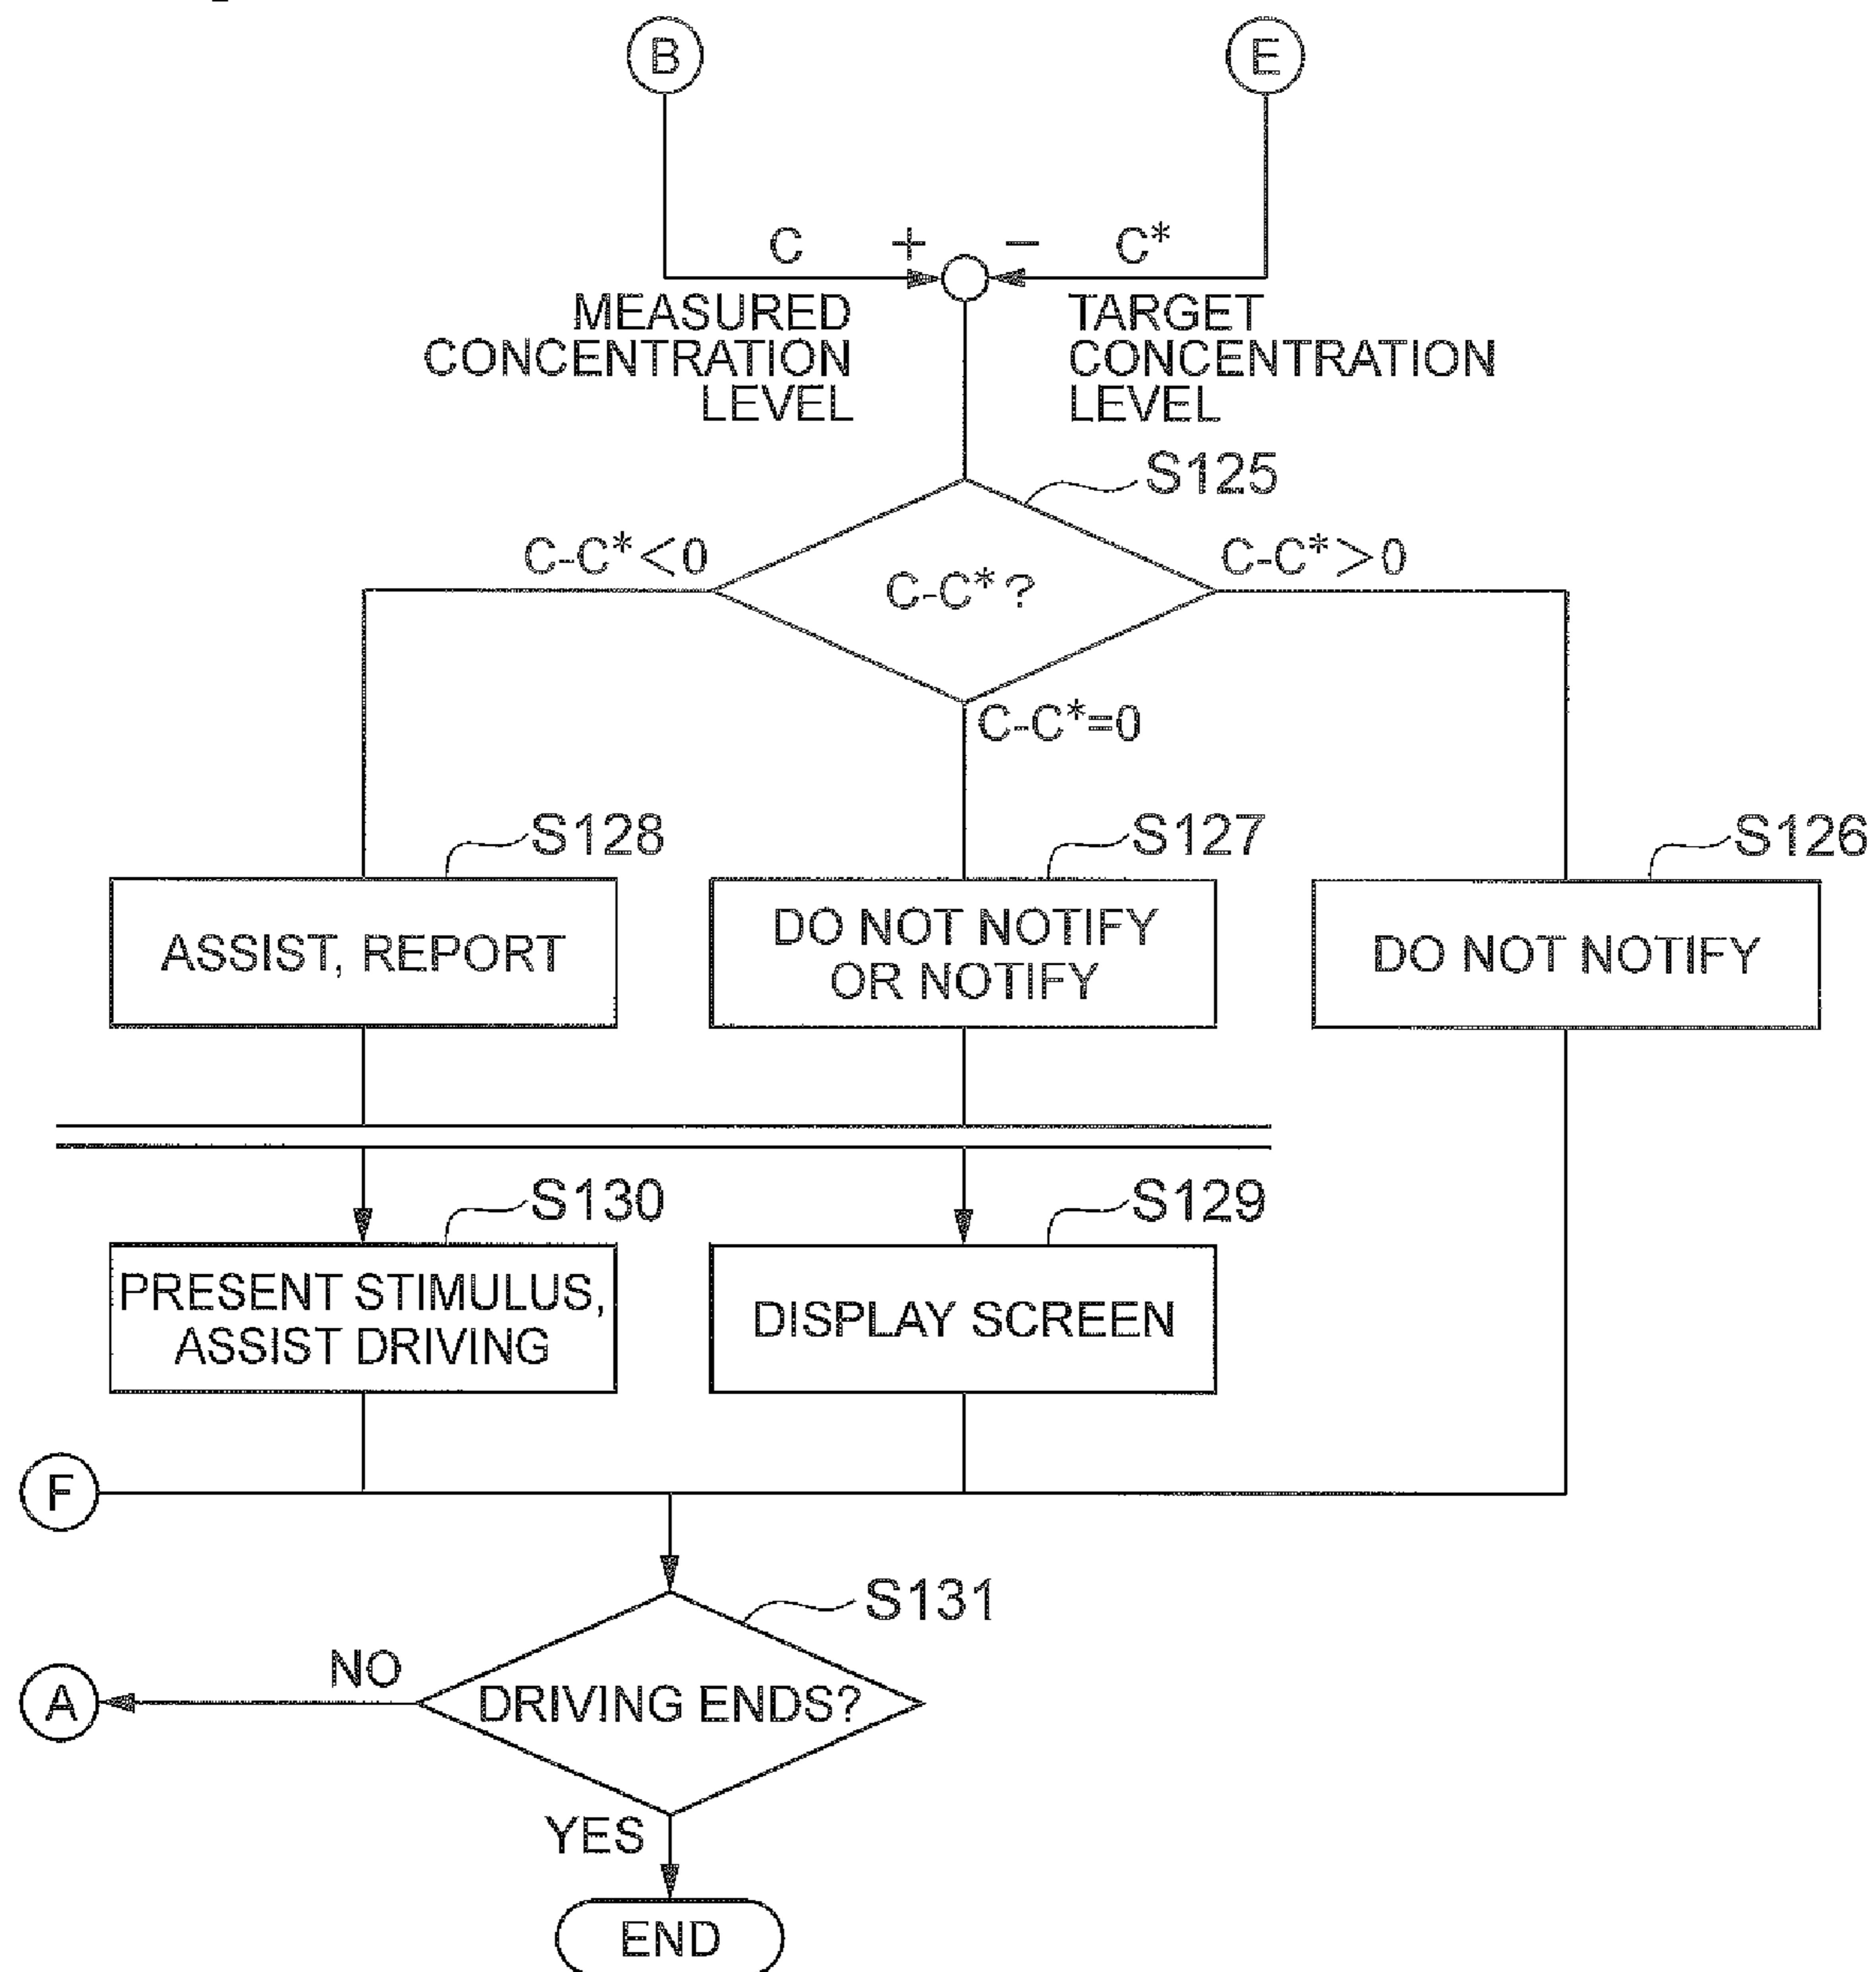 B
E
C
+
−
C*
MEASURED
CONCENTRATION
LEVEL
TARGET
CONCENTRATION
LEVEL
S125
C-C*<0
C-C*?
C-C*>0
C-C*=0
S128
S127
S126
ASSIST, REPORT
DO NOT NOTIFY
OR NOTIFY
DO NOT NOTIFY
S130
S129
PRESENT STIMULUS,
ASSIST DRIVING
DISPLAY SCREEN
F
S131
NO
A
DRIVING ENDS?
YES
END